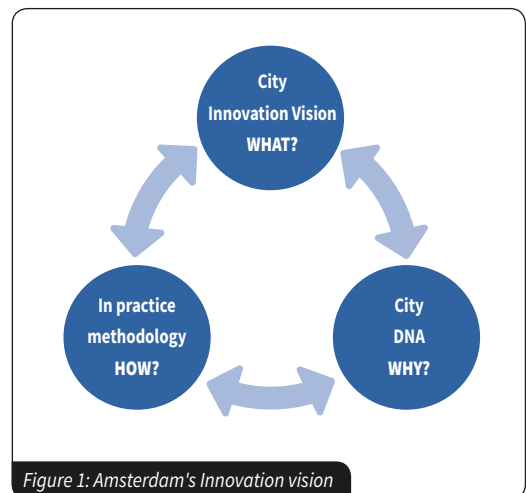 City
Innovation Vision
WHAT?
In practice
methodology
HOW?
City
DNA
WHY?
Figure 1: Amsterdam's Innovation vision